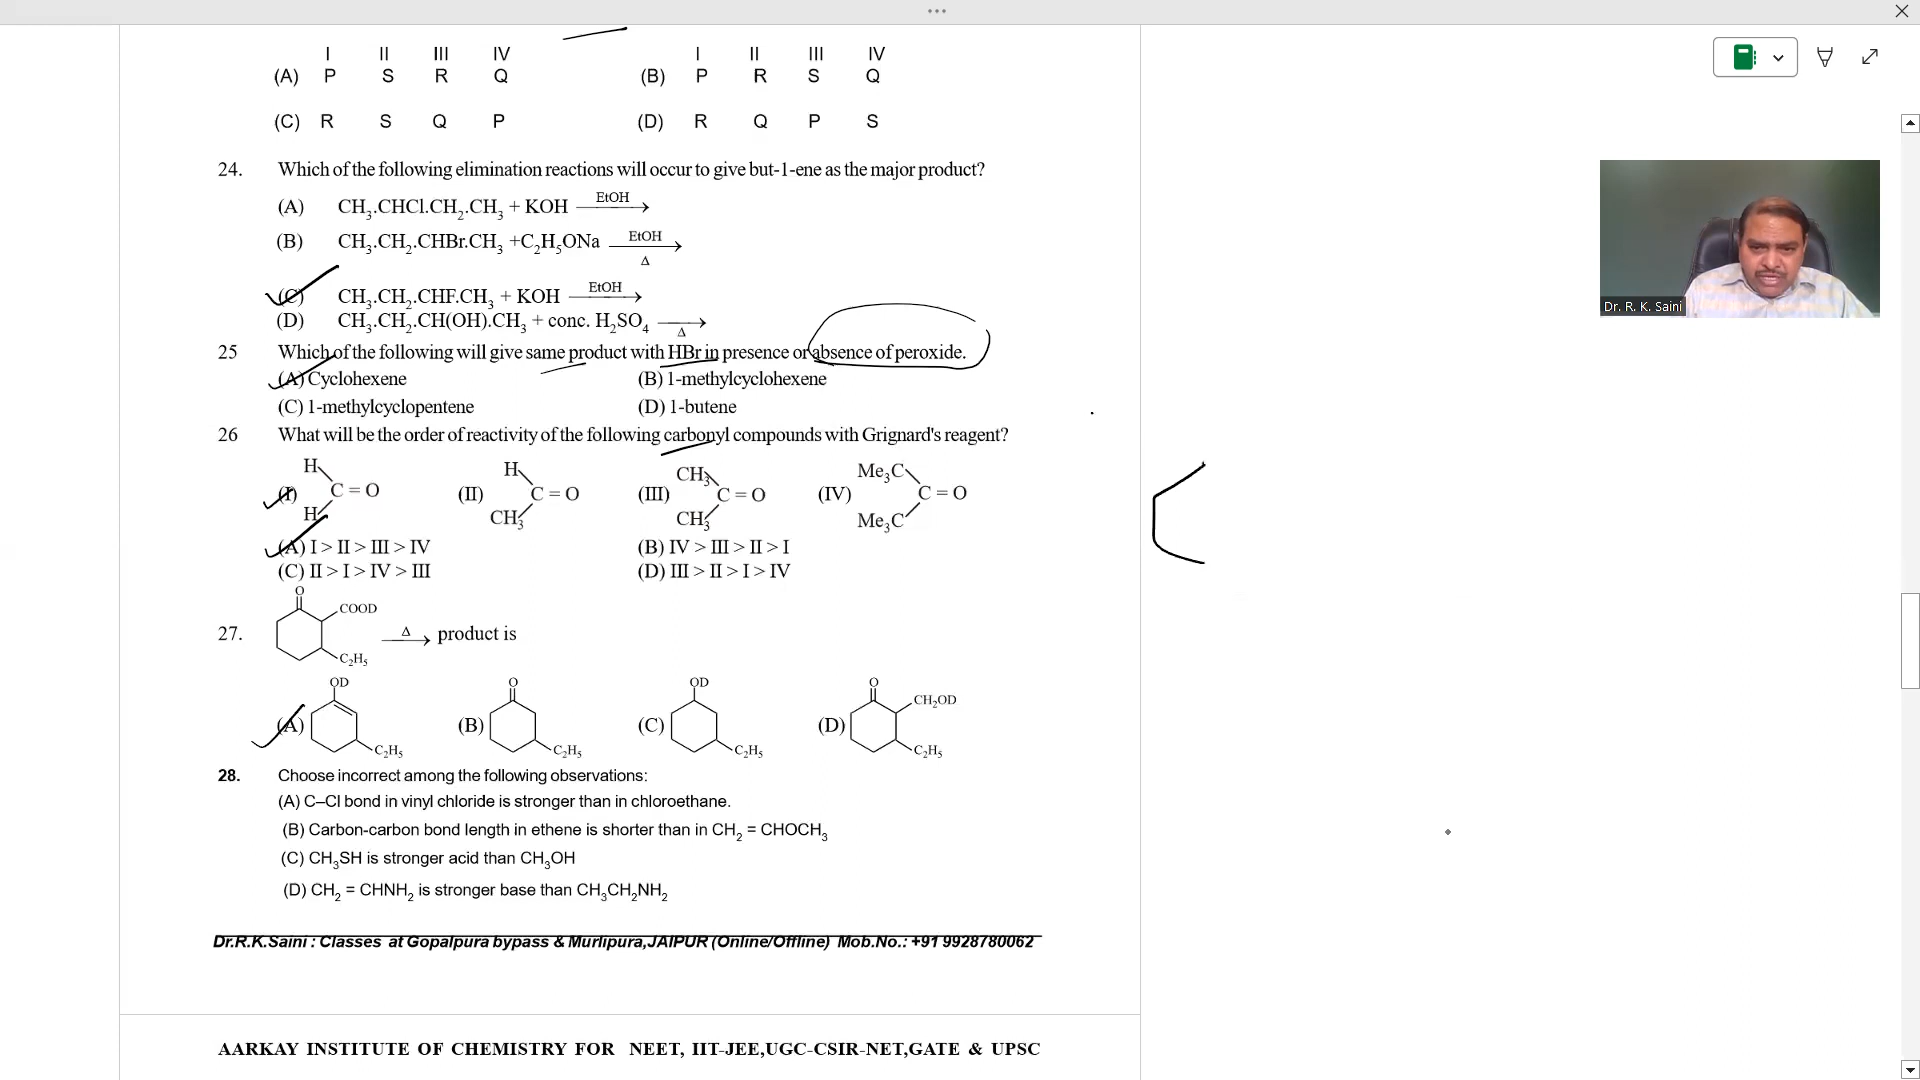 I II III IV I II III IV
(A) P S R Q (B) P R S Q
(C) R S Q P (D) R Q P S
24. Which of the following elimination reactions will occur to give but-1-ene as the major product?
(A) CH₃.CHCl.CH₂.CH₃ + KOH —EtOH→
(B) CH₃.CH₂.CHBr.CH₃ +C₂H₅ONa —EtOH→ Δ
(C) CH₃.CH₂.CHF.CH₃ + KOH —EtOH→
(D) CH₃.CH₂.CH(OH).CH₃ + conc. H₂SO₄ → Δ
Dr. R. K. Saini
25 Which of the following will give same product with HBr in presence or absence of peroxide.
(A) Cyclohexene (B) 1-methylcyclohexene
(C) 1-methylcyclopentene (D) 1-butene
26 What will be the order of reactivity of the following carbonyl compounds with Grignard's reagent?
H H CH₃ Me₃C
(I) C = O (II) C = O (III) C = O (IV) C = O
H CH₃ CH₃ Me₃C
(A) I > II > III > IV (B) IV > III > II > I
(C) II > I > IV > III (D) III > II > I > IV
O
COOD
27. Δ → product is
C₂H₅
OD O OD O
CH₂OD
(A) (B) (C) (D)
C₂H₅ C₂H₅ C₂H₅ C₂H₅
28. Choose incorrect among the following observations:
(A) C–Cl bond in vinyl chloride is stronger than in chloroethane.
(B) Carbon-carbon bond length in ethene is shorter than in CH₂ = CHOCH₃
(C) CH₃SH is stronger acid than CH₃OH
(D) CH₂ = CHNH₂ is stronger base than CH₃CH₂NH₂
Dr.R.K.Saini : Classes at Gopalpura bypass & Murlipura,JAIPUR (Online/Offline) Mob.No.: +91 9928780062
AARKAY INSTITUTE OF CHEMISTRY FOR NEET, IIT-JEE,UGC-CSIR-NET,GATE & UPSC